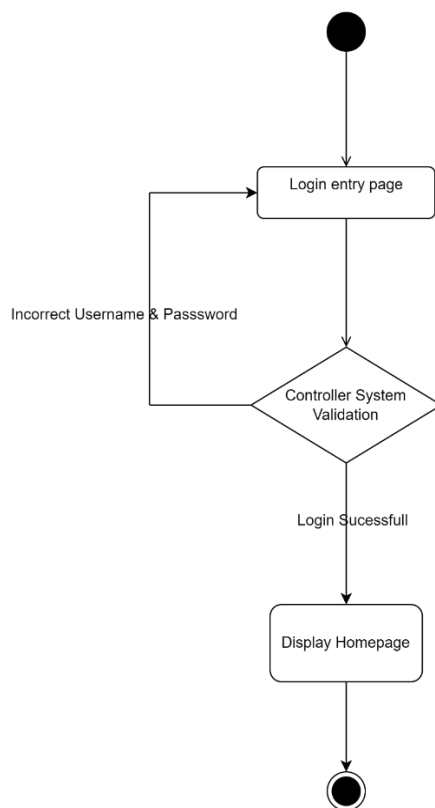 Login entry page
Incorrect Username & Passsword
Controller System
Validation
Login Sucessfull
Display Homepage